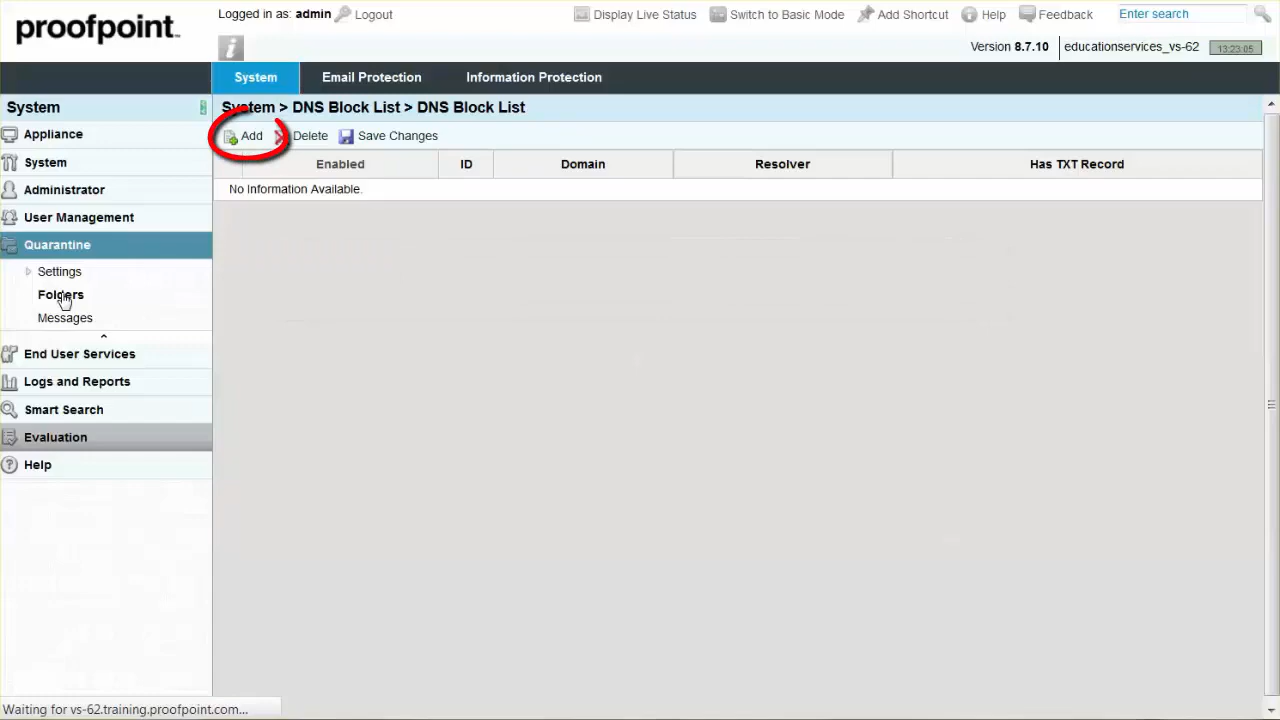 proofpoint™
Logged in as: admin Logout
Display Live Status Switch to Basic Mode Add Shortcut Help Feedback Enter search
Version 8.7.10 educationservices_vs-62 13:23:05
System Email Protection Information Protection
System
Appliance
System
Administrator
User Management
Quarantine
Settings
Folders
Messages
End User Services
Logs and Reports
Smart Search
Evaluation
Help
System > DNS Block List > DNS Block List
Add Delete Save Changes
Enabled ID Domain Resolver Has TXT Record
No Information Available.
Waiting for vs-62.training.proofpoint.com...